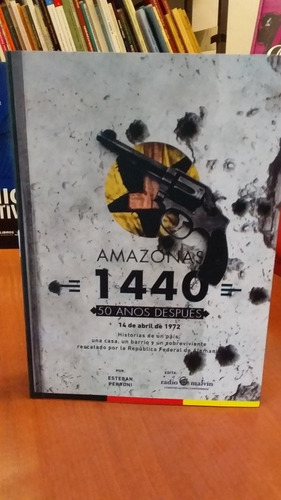 AMAZONAS
1440
50 AÑOS DESPUÉS
14 de abril de 1972
Historias de un país,
una casa, un barrio y un sobreviviente
rescatado por la República Federal de Alemania
POR:
ESTEBAN
PERRONI
EDITA:
radio marvin